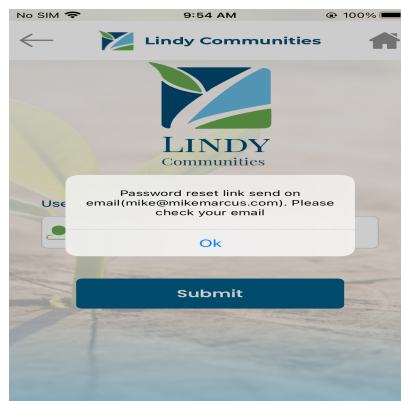 No SIM 9:54 AM 100%
Lindy Communities
LINDY
Communities
Use
Password reset link send on
email(mike@mikemarcus.com). Please
check your email
Ok
Submit